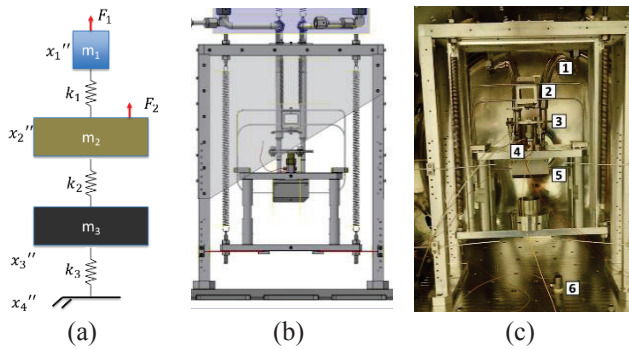 F₁
x₁″
m₁
k₁
F₂
x₂″
m₂
k₂
m₃
x₃″
k₃
x₄″
(a)
(b)
1
2
3
4
5
6
(c)